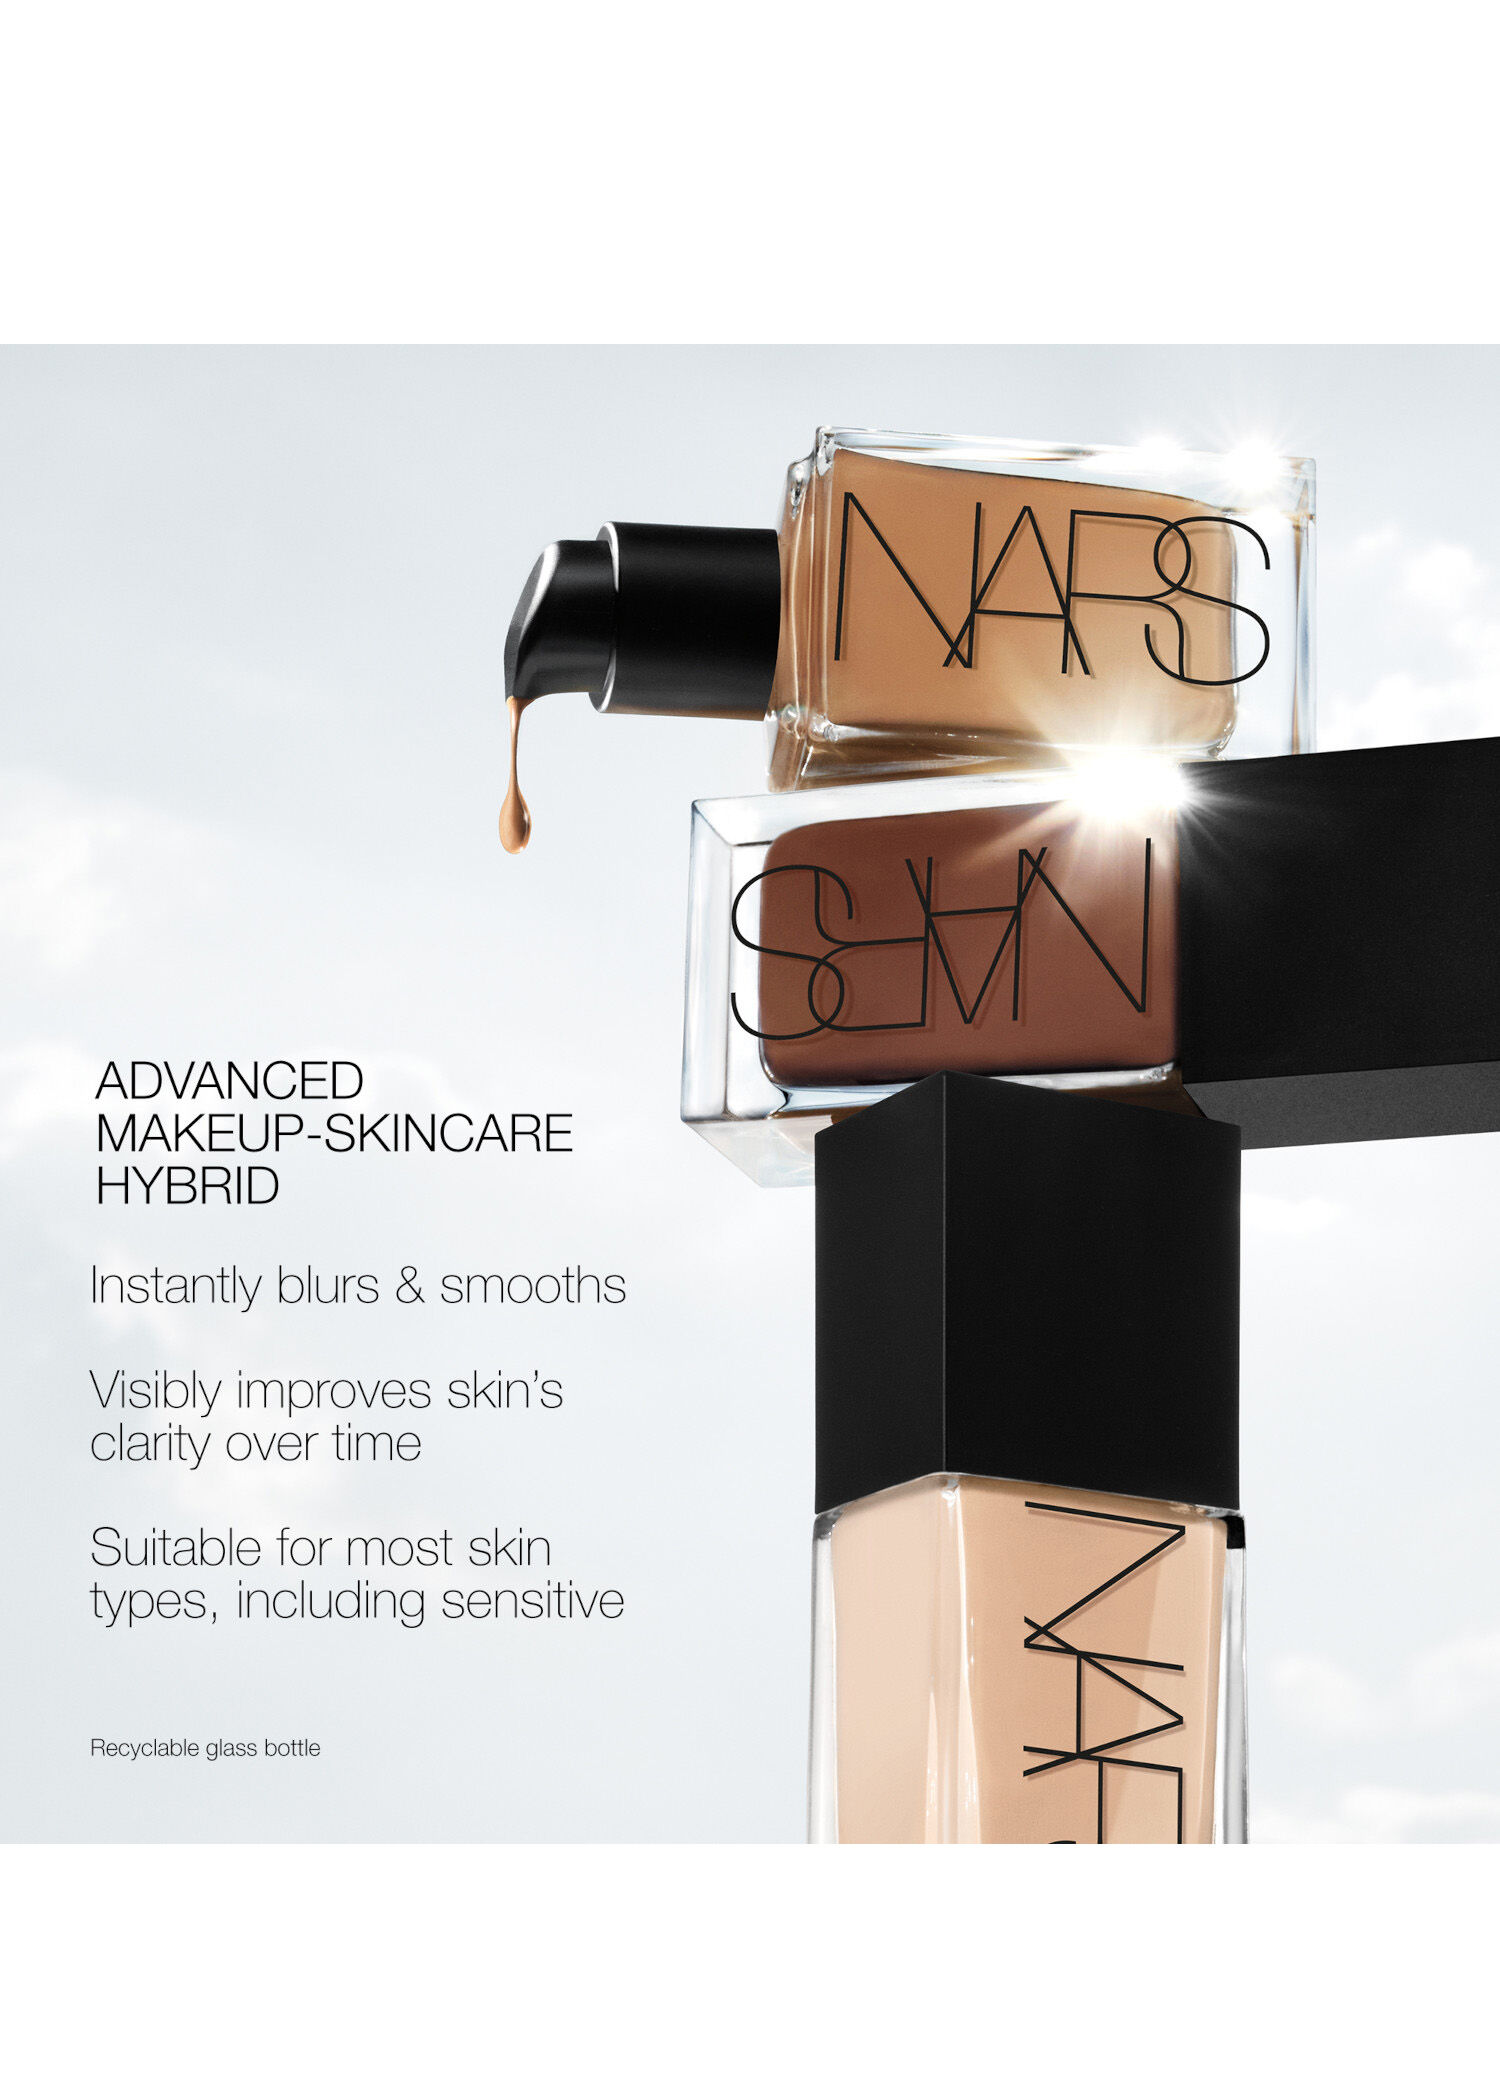 NARS
NARS
ADVANCED
MAKEUP-SKINCARE
HYBRID
Instantly blurs & smooths
Visibly improves skin's
clarity over time
Suitable for most skin
types, including sensitive
Recyclable glass bottle
NAR